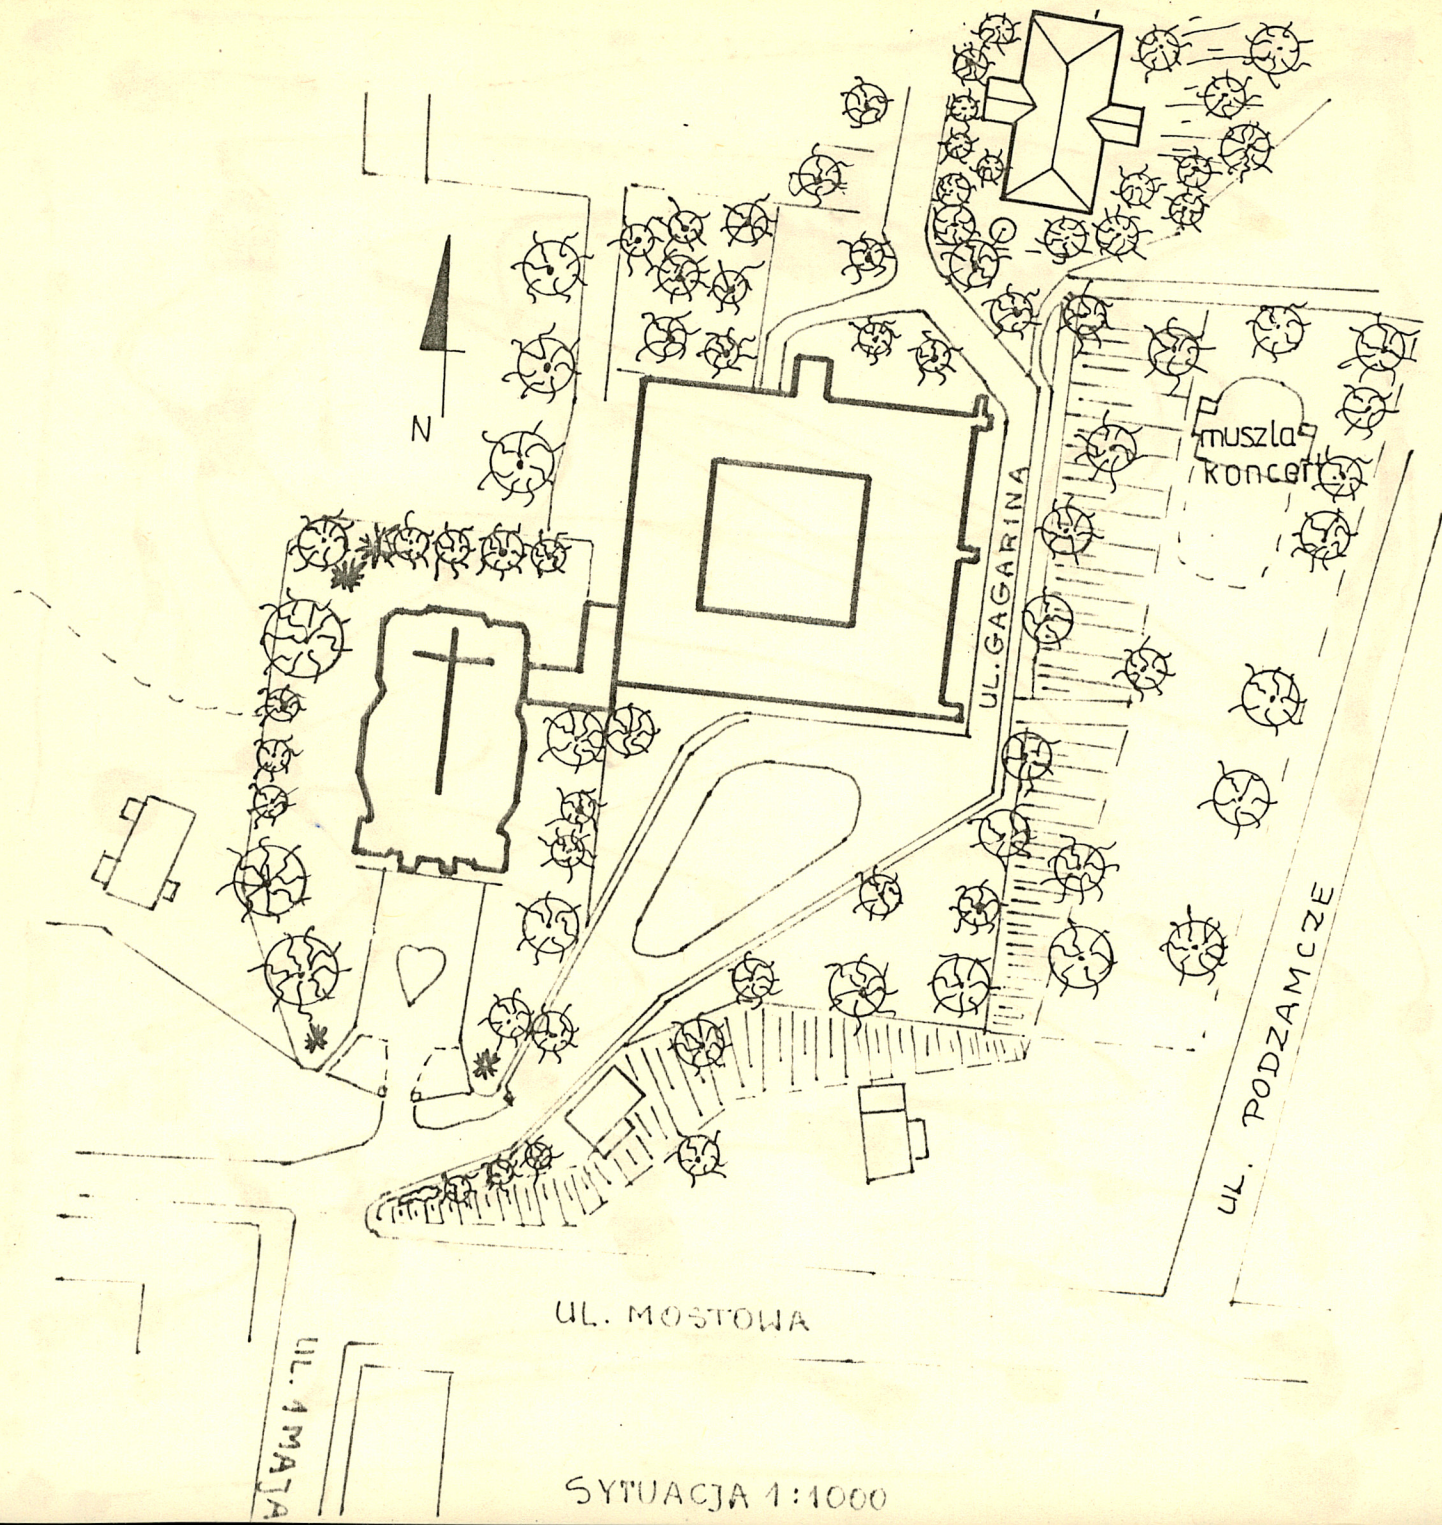 N
muszla
koncert
UL. GAGARINA
UL. PODZAMCZE
UL. MOSTOWA
UL. 1 MAJA
SYTUACJA 1:1000